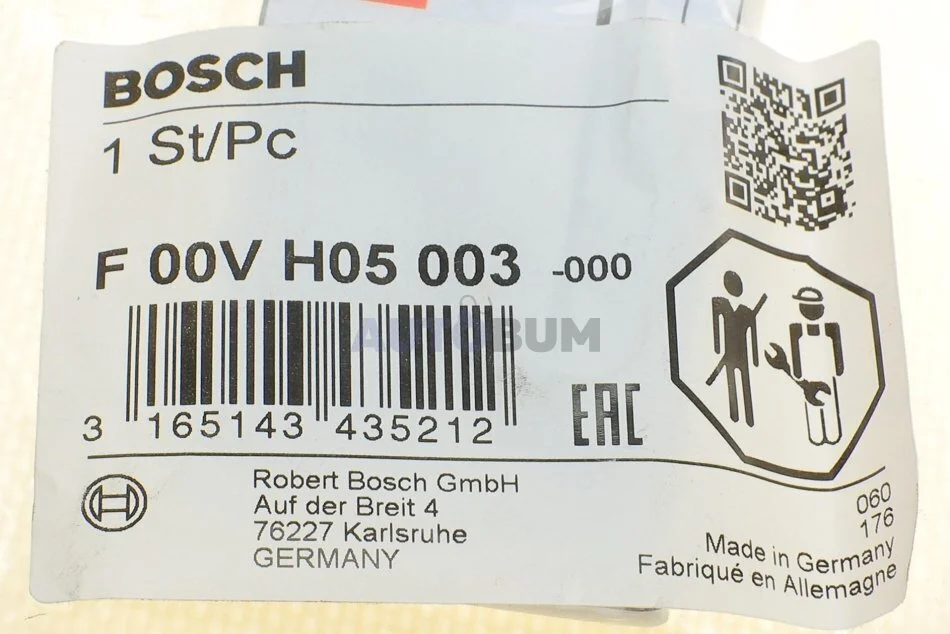 BOSCH
1 St/Pc
F 00V H05 003 -000
AUTOBUM
3 165143 435212
EAC
Robert Bosch GmbH
Auf der Breit 4
76227 Karlsruhe
GERMANY
060
176
Made in Germany
Fabriqué en Allemagne